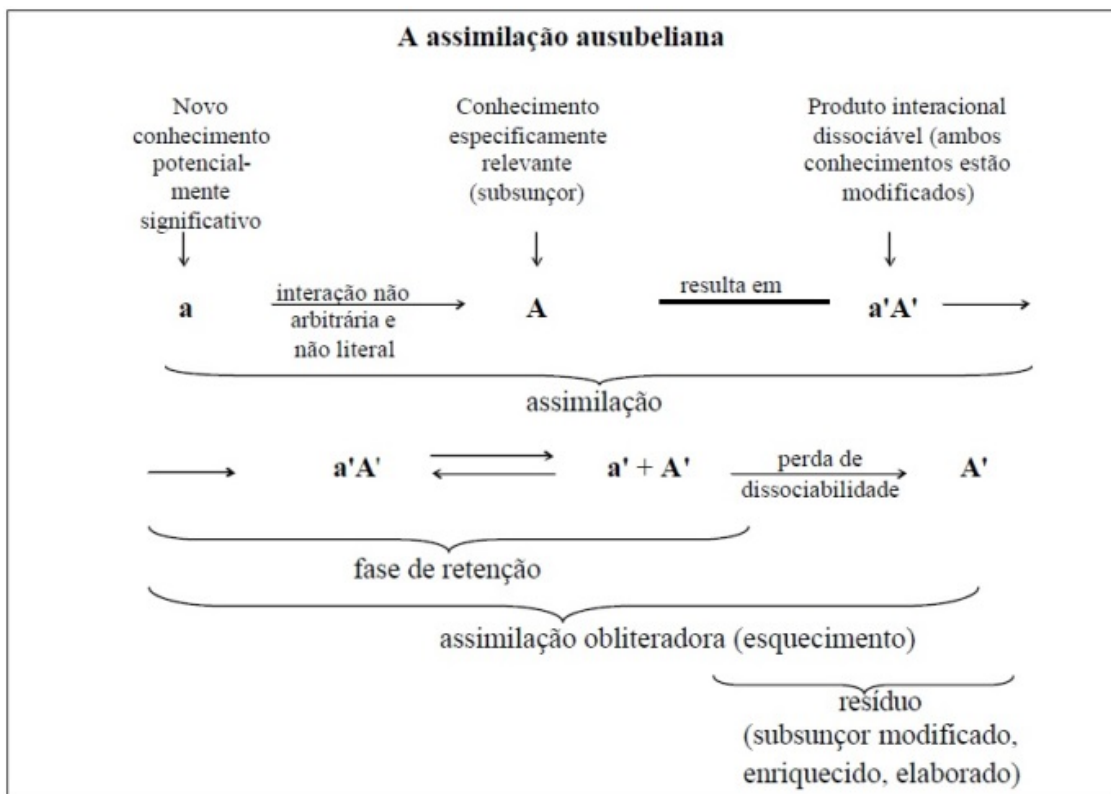 A assimilação ausubeliana
Novo
conhecimento
potencial-
mente
significativo
Conhecimento
especificamente
relevante
(subsunçor)
Produto interacional
dissociável (ambos
conhecimentos estão
modificados)
a
interação não
arbitrária e
não literal
A
resulta em
a'A'
assimilação
a'A'
a' + A'
perda de
dissociabilidade
A'
fase de retenção
assimilação obliteradora (esquecimento)
resíduo
(subsunçor modificado,
enriquecido, elaborado)